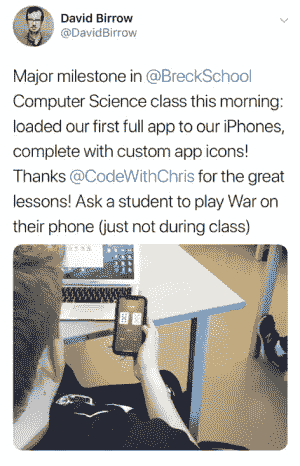 David Birrow
@DavidBirrow
Major milestone in @BreckSchool
Computer Science class this morning:
loaded our first full app to our iPhones,
complete with custom app icons!
Thanks @CodeWithChris for the great
lessons! Ask a student to play War on
their phone (just not during class)